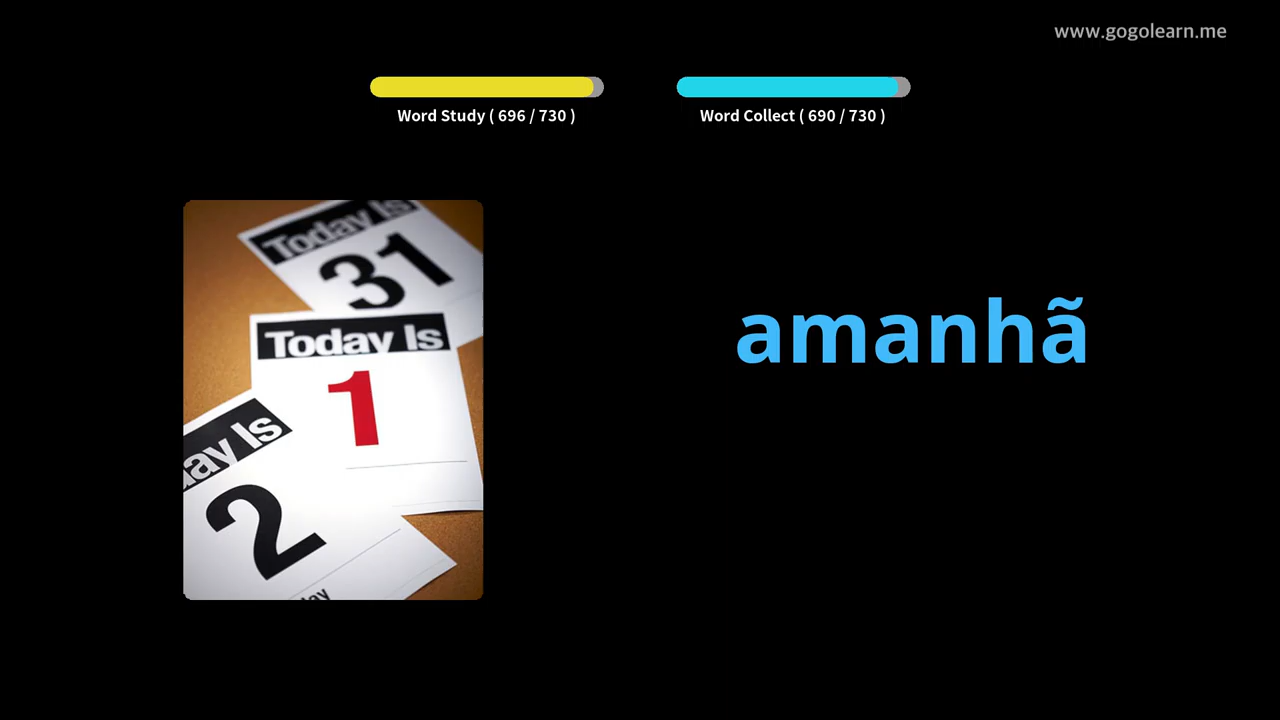 www.gogolearn.me
Word Study ( 696 / 730 )
Word Collect ( 690 / 730 )
Today Is
31
Today Is
1
ay Is
2
amanhã